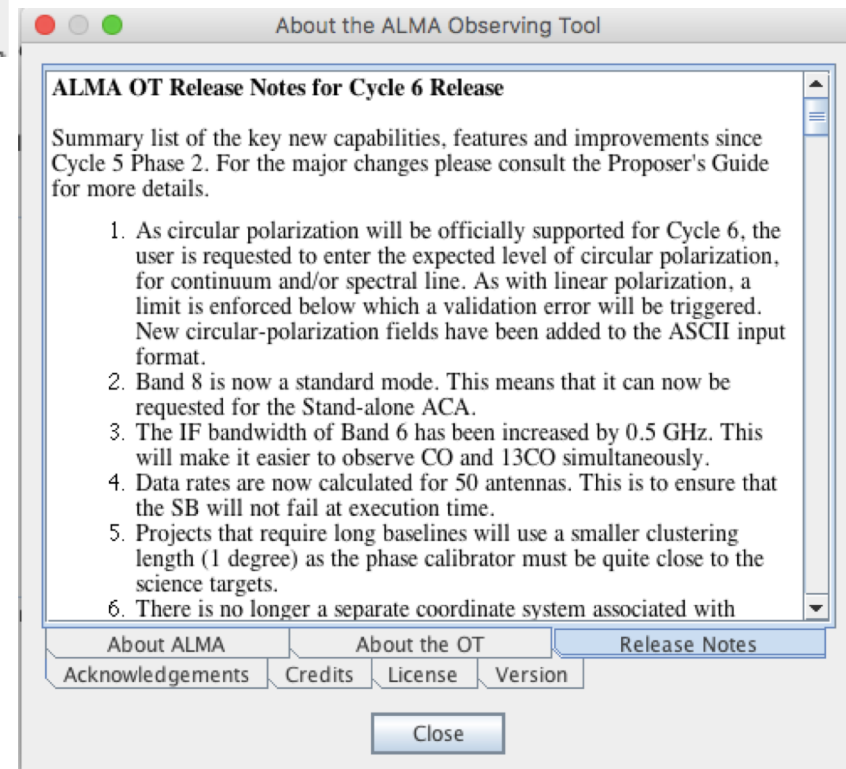 About the ALMA Observing Tool
ALMA OT Release Notes for Cycle 6 Release
Summary list of the key new capabilities, features and improvements since
Cycle 5 Phase 2. For the major changes please consult the Proposer's Guide
for more details.
1. As circular polarization will be officially supported for Cycle 6, the
user is requested to enter the expected level of circular polarization,
for continuum and/or spectral line. As with linear polarization, a
limit is enforced below which a validation error will be triggered.
New circular-polarization fields have been added to the ASCII input
format.
2. Band 8 is now a standard mode. This means that it can now be
requested for the Stand-alone ACA.
3. The IF bandwidth of Band 6 has been increased by 0.5 GHz. This
will make it easier to observe CO and 13CO simultaneously.
4. Data rates are now calculated for 50 antennas. This is to ensure that
the SB will not fail at execution time.
5. Projects that require long baselines will use a smaller clustering
length (1 degree) as the phase calibrator must be quite close to the
science targets.
6. There is no longer a separate coordinate system associated with
About ALMA About the OT Release Notes
Acknowledgements Credits License Version
Close